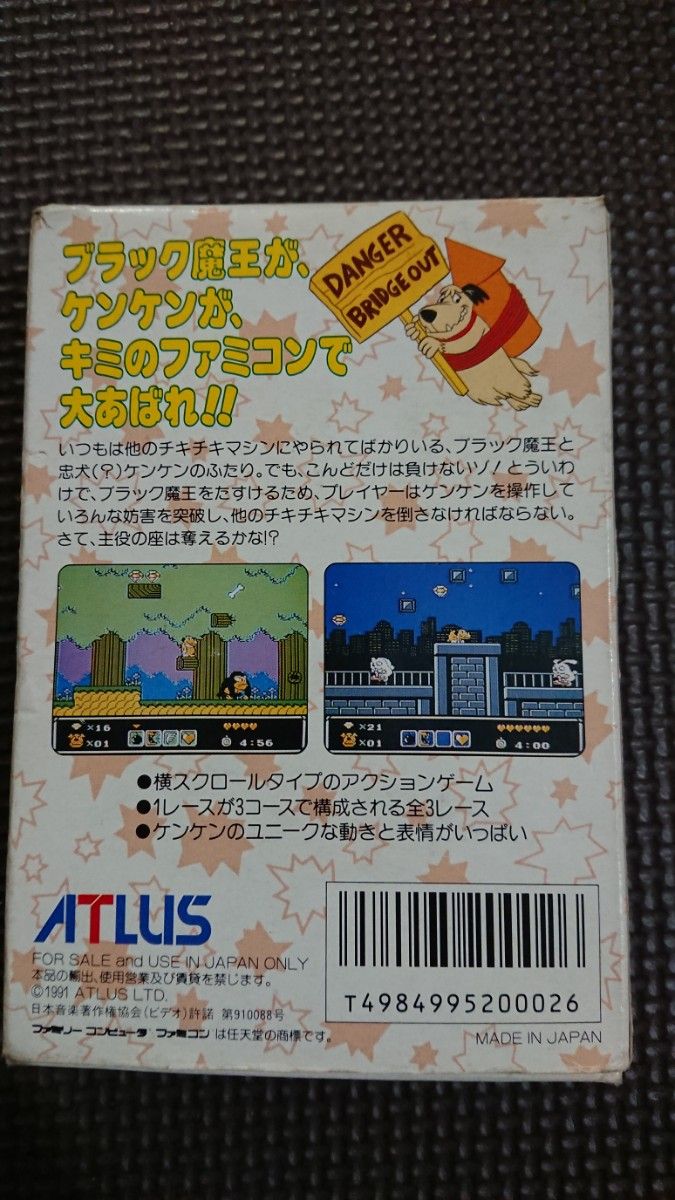 ブラック魔王が、
ケンケンが、
キミのファミコンで
大あばれ!!
DANGER
BRIDGE OUT
いつもは他のチキチキマシンにやられてばかりいる、ブラック魔王と
忠犬(?)ケンケンのふたり。でも、こんどだけは負けないゾ!とういわ
けで、ブラック魔王をたすけるため、プレイヤーはケンケンを操作して
いろんな妨害を突破し、他のチキチキマシンを倒さなければならない。
さて、主役の座は奪えるかな!?
×16
×01
4:56
×21
×01
4:00
●横スクロールタイプのアクションゲーム
●1レースが3コースで構成される全3レース
●ケンケンのユニークな動きと表情がいっぱい
ATLUS
FOR SALE and USE IN JAPAN ONLY
本品の輸出、使用営業及び賃貸を禁じます。
©1991 ATLUS LTD.
日本音楽著作権協会(ビデオ)許諾 第910088号
ファミリーコンピュータ ファミコン は任天堂の商標です。
T4984995200026
MADE IN JAPAN